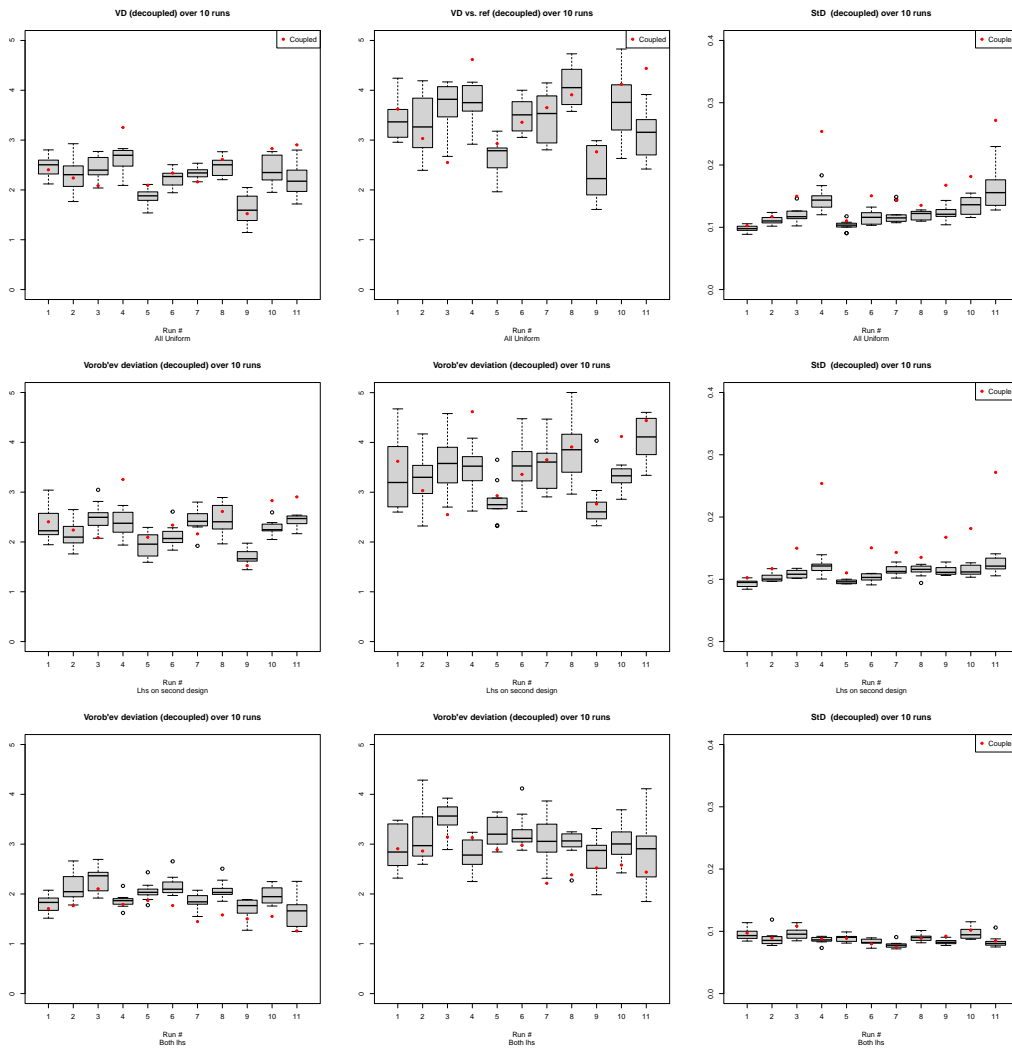 VD (decoupled) over 10 runs
0 1 2 3 4 5
Coupled
1 2 3 4 5 6 7 8 9 10 11
Run #
All Uniform
VD vs. ref (decoupled) over 10 runs
0 1 2 3 4 5
Coupled
1 2 3 4 5 6 7 8 9 10 11
Run #
All Uniform
StD (decoupled) over 10 runs
0.0 0.1 0.2 0.3 0.4
Couple
1 2 3 4 5 6 7 8 9 10 11
Run #
All Uniform
Vorob'ev deviation (decoupled) over 10 runs
0 1 2 3 4 5
1 2 3 4 5 6 7 8 9 10 11
Run #
Lhs on second design
Vorob'ev deviation (decoupled) over 10 runs
0 1 2 3 4 5
1 2 3 4 5 6 7 8 9 10 11
Run #
Lhs on second design
StD (decoupled) over 10 runs
0.0 0.1 0.2 0.3 0.4
Couple
1 2 3 4 5 6 7 8 9 10 11
Run #
Lhs on second design
Vorob'ev deviation (decoupled) over 10 runs
0 1 2 3 4 5
1 2 3 4 5 6 7 8 9 10 11
Run #
Both lhs
Vorob'ev deviation (decoupled) over 10 runs
0 1 2 3 4 5
1 2 3 4 5 6 7 8 9 10 11
Run #
Both lhs
StD (decoupled) over 10 runs
0.0 0.1 0.2 0.3 0.4
Couple
1 2 3 4 5 6 7 8 9 10 11
Run #
Both lhs